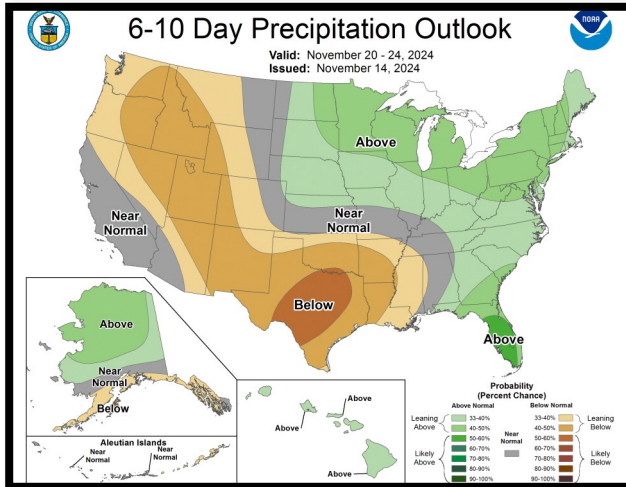 6-10 Day Precipitation Outlook
NOAA
Valid: November 20 - 24, 2024
Issued: November 14, 2024
Above
Near
Normal
Near
Normal
Below
Above
Above
Near
Normal
Below
Aleutian Islands
Near
Normal
Near
Normal
Above
Above
Above
Probability
(Percent Chance)
Above Normal
Below Normal
Leaning
Above
33-40%
40-50%
Likely
Above
50-60%
60-70%
70-80%
80-90%
90-100%
Near
Normal
33-40%
40-50%
Leaning
Below
50-60%
60-70%
70-80%
80-90%
90-100%
Likely
Below